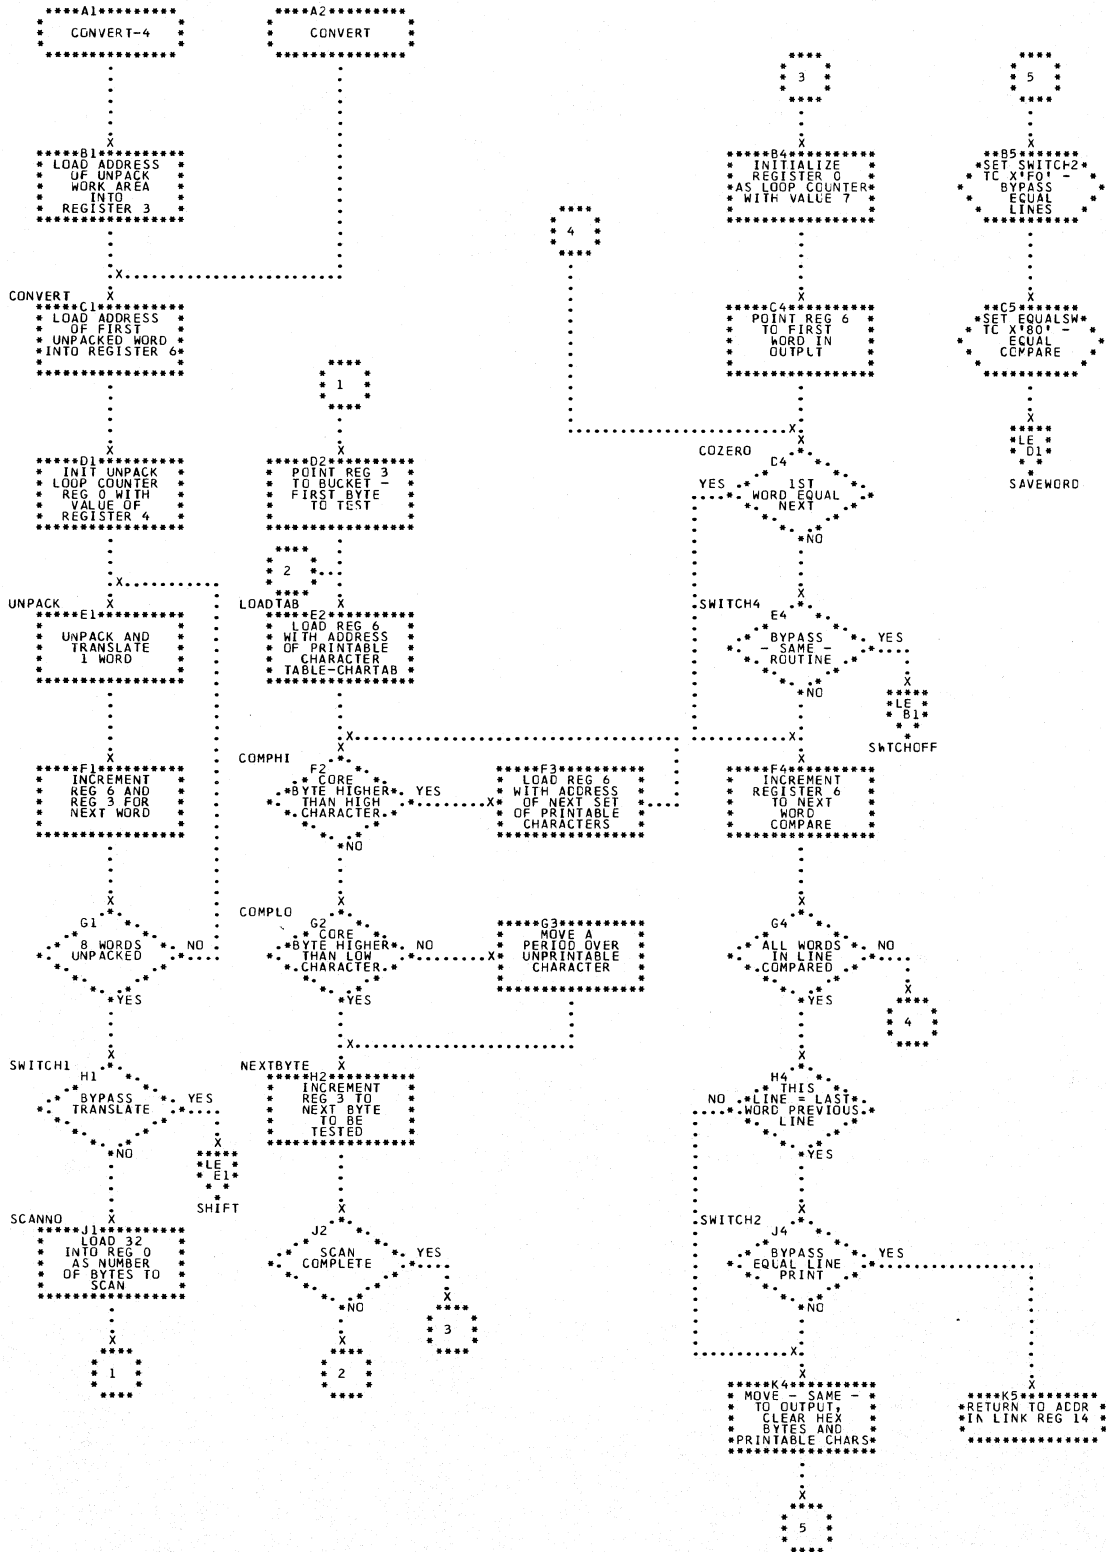 A1
CONVERT-4
A2
CONVERT
B1
LOAD ADDRESS
OF UNPACK
WORK AREA
INTO
REGISTER 3
CONVERT
C1
LOAD ADDRESS
OF FIRST
UNPACKED WORD
INTO REGISTER 6
D1
INIT UNPACK
LOOP COUNTER
REG 0 WITH
VALUE OF
REGISTER 4
UNPACK
E1
UNPACK AND
TRANSLATE
1 WORD
F1
INCREMENT
REG 6 AND
REG 3 FOR
NEXT WORD
G1
8 WORDS
UNPACKED
NO
YES
SWITCH1
H1
BYPASS
TRANSLATE
YES
NO
LE
E1
SHIFT
SCANNO
J1
LOAD 32
INTO REG 0
AS NUMBER
OF BYTES TO
SCAN
1
1
D2
POINT REG 3
TO BUCKET -
FIRST BYTE
TO TEST
2
LOADTAB
E2
LOAD REG 6
WITH ADDRESS
OF PRINTABLE
CHARACTER
TABLE-CHARTAB
COMPHI
F2
CORE
BYTE HIGHER
THAN HIGH
CHARACTER
YES
NO
F3
LOAD REG 6
WITH ADDRESS
OF NEXT SET
OF PRINTABLE
CHARACTERS
COMPLO
G2
CORE
BYTE HIGHER
THAN LOW
CHARACTER
NO
YES
G3
MOVE A
PERIOD OVER
UNPRINTABLE
CHARACTER
NEXTBYTE
H2
INCREMENT
REG 3 TO
NEXT BYTE
TO BE
TESTED
J2
SCAN
COMPLETE
YES
NO
3
2
3
B4
INITIALIZE
REGISTER 0
AS LOOP COUNTER
WITH VALUE 7
4
C4
POINT REG 6
TO FIRST
WORD IN
OUTPUT
COZERO
D4
1ST
WORD EQUAL
NEXT
YES
NO
SWITCH4
E4
BYPASS
- SAME -
ROUTINE
YES
NO
LE
B1
SWTCHOFF
F4
INCREMENT
REGISTER 6
TO NEXT
WORD
COMPARE
G4
ALL WORDS
IN LINE
COMPARED
NO
YES
4
H4
THIS
LINE = LAST
WORD PREVIOUS
LINE
NO
YES
SWITCH2
J4
BYPASS
EQUAL LINE
PRINT
YES
NO
K4
MOVE - SAME -
TO OUTPUT,
CLEAR HEX
BYTES AND
PRINTABLE CHARS
5
5
B5
SET SWITCH2
TC X'F0' -
BYPASS
EQUAL
LINES
C5
SET EQUALSW
TC X'80' -
EQUAL
COMPARE
LE
D1
SAVEWORD
K5
RETURN TO ADDR
IN LINK REG 14